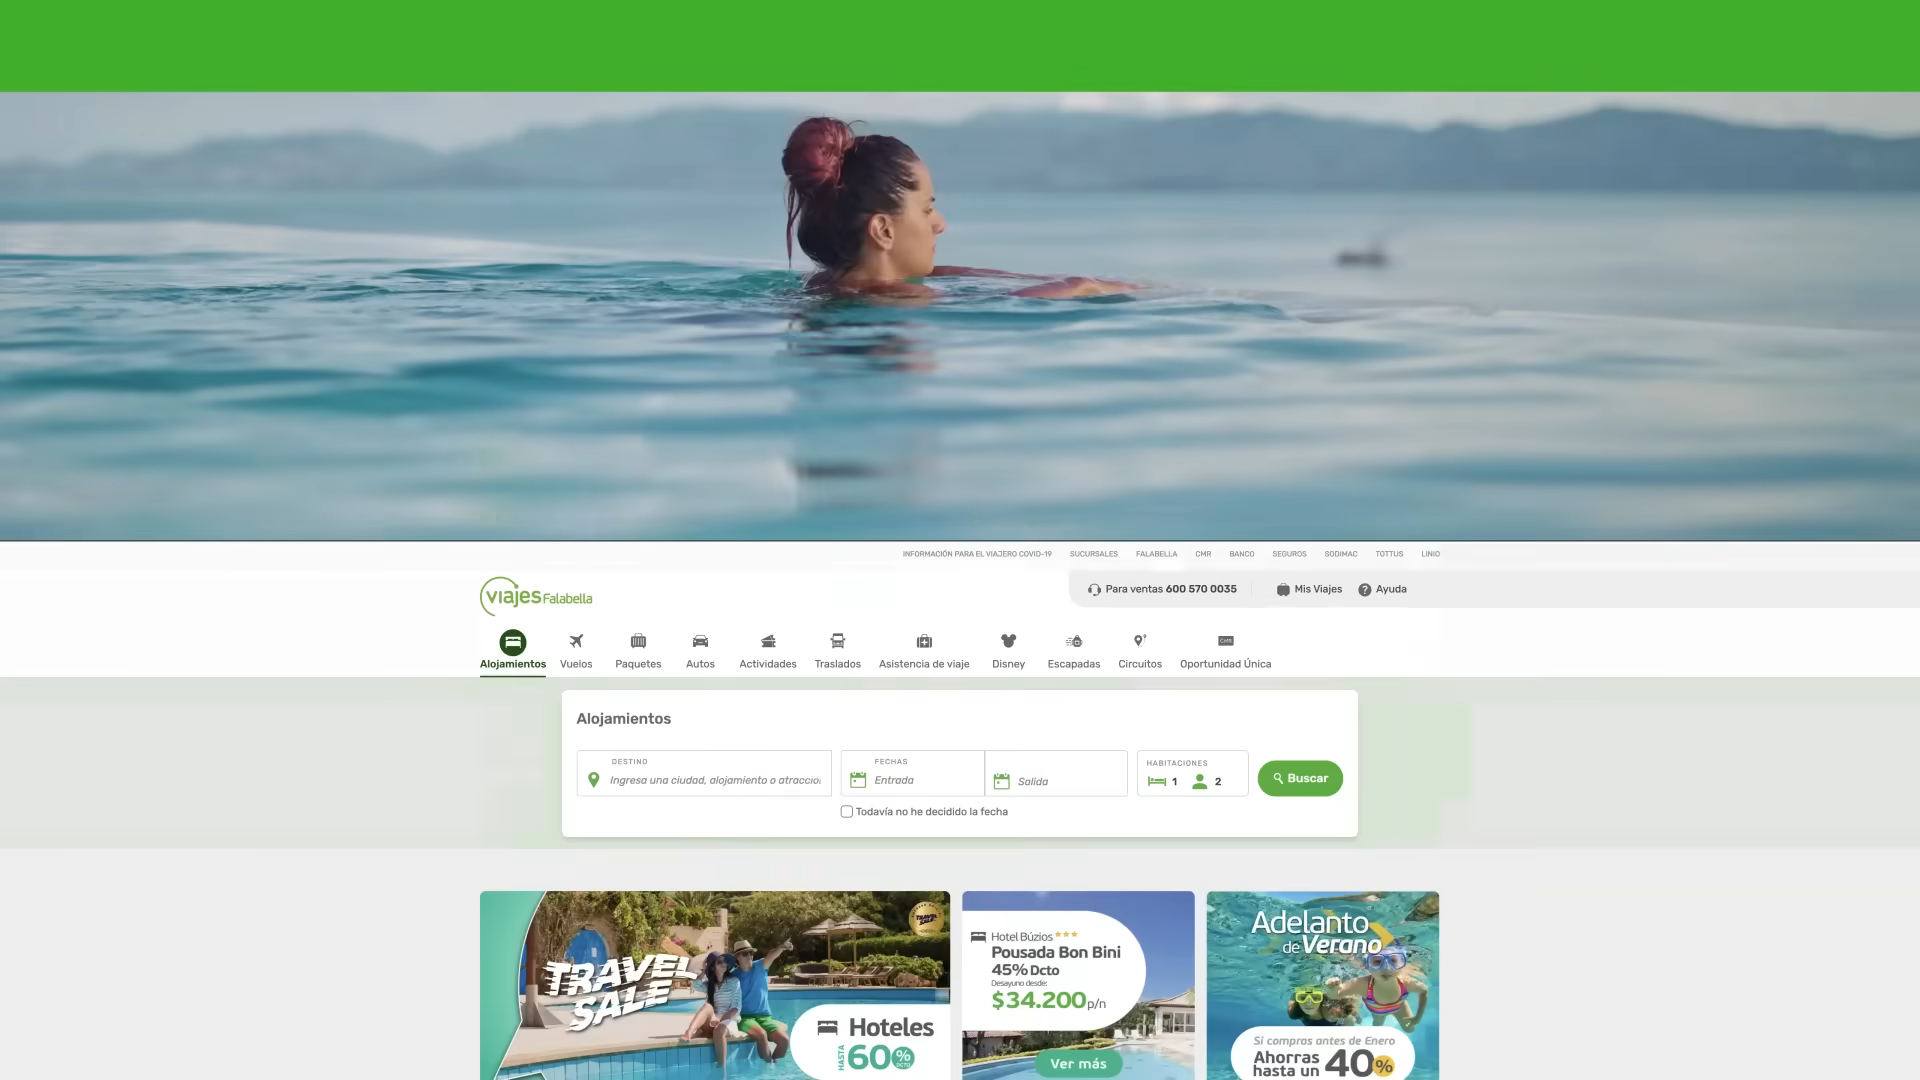 INFORMACIÓN PARA EL VIAJERO COVID-19 SUCURSALES FALABELLA CMR BANCO SEGUROS SODIMAC TOTTUS LINIO
viajes Falabella
Para ventas 600 570 0035 Mis Viajes Ayuda
Alojamientos Vuelos Paquetes Autos Actividades Traslados Asistencia de viaje Disney Escapadas Circuitos Oportunidad Única
Alojamientos
DESTINO
Ingresa una ciudad, alojamiento o atracció
FECHAS
Entrada
Salida
HABITACIONES
1 2
Buscar
Todavía no he decidido la fecha
TRAVEL
SALE
TRAVEL
SALE
Hoteles
HASTA 60% DCTO
Hotel Búzios
Pousada Bon Bini
45% Dcto
Desayuno desde:
$34.200 p/n
Ver más
Adelanto
de Verano
Si compras antes de Enero
Ahorras
hasta un 40%